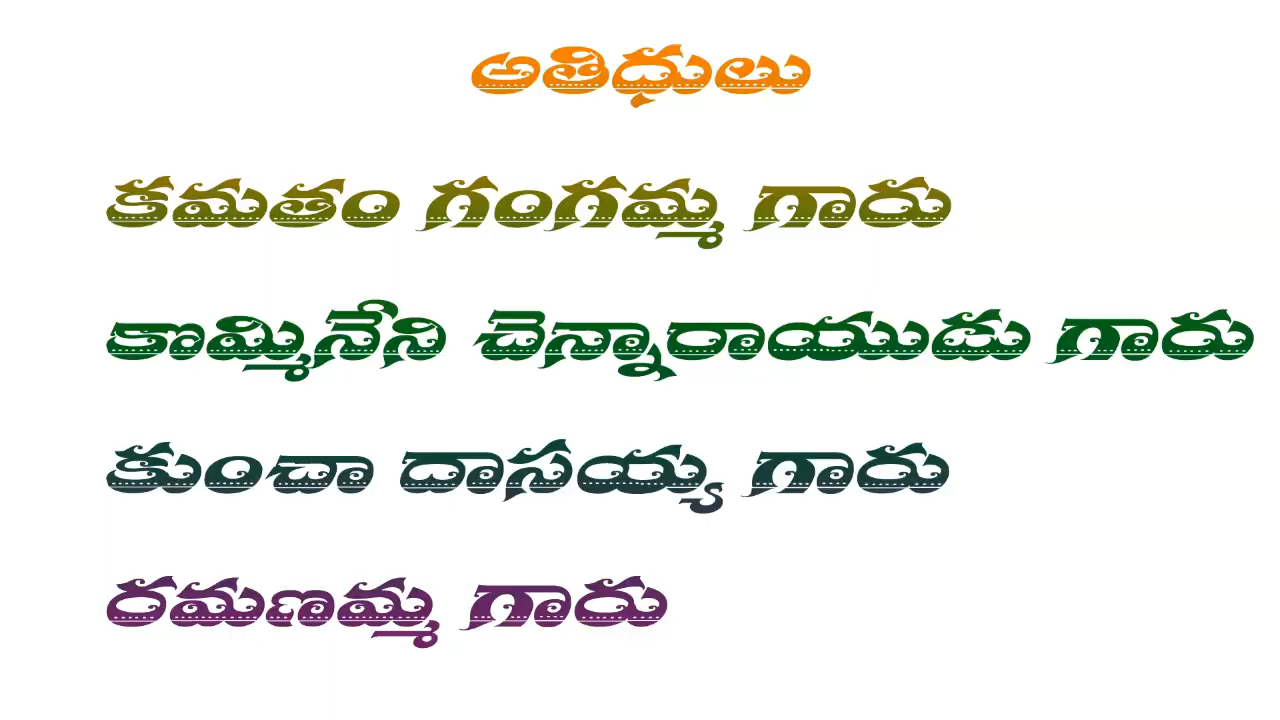 అతిధులు
కమతం గంగమ్మ గారు
కొమ్మినేని చెన్నారాయుడు గారు
కుంచా దాసయ్య గారు
రమణమ్మ గారు